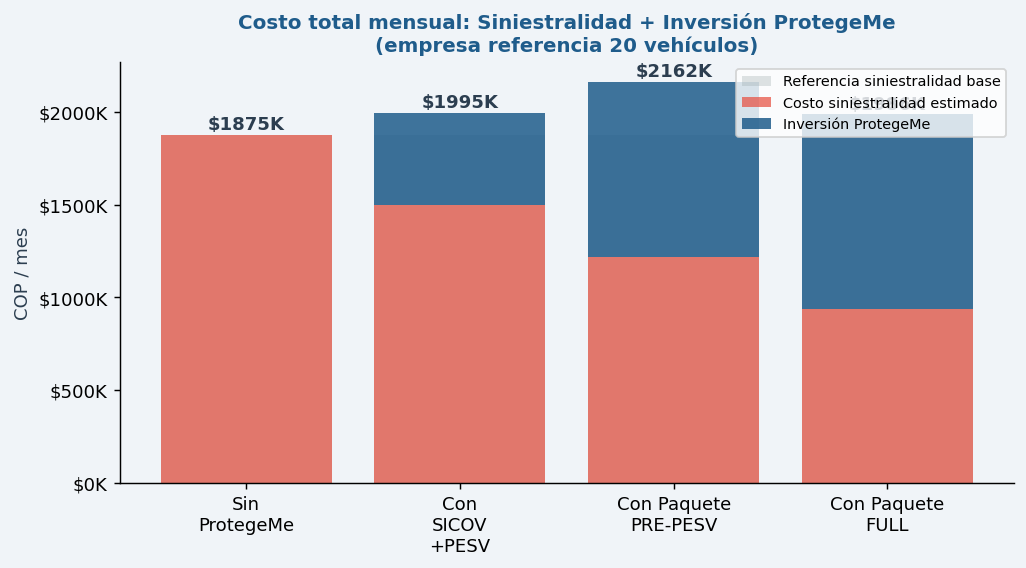 Costo total mensual: Siniestralidad + Inversión ProtegeMe
(empresa referencia 20 vehículos)
$2162K
$1995K
$1875K
Referencia siniestralidad base
Costo siniestralidad estimado
Inversión ProtegeMe
COP / mes
$2000K
$1500K
$1000K
$500K
$0K
Sin
ProtegeMe
Con
SICOV
+PESV
Con Paquete
PRE-PESV
Con Paquete
FULL